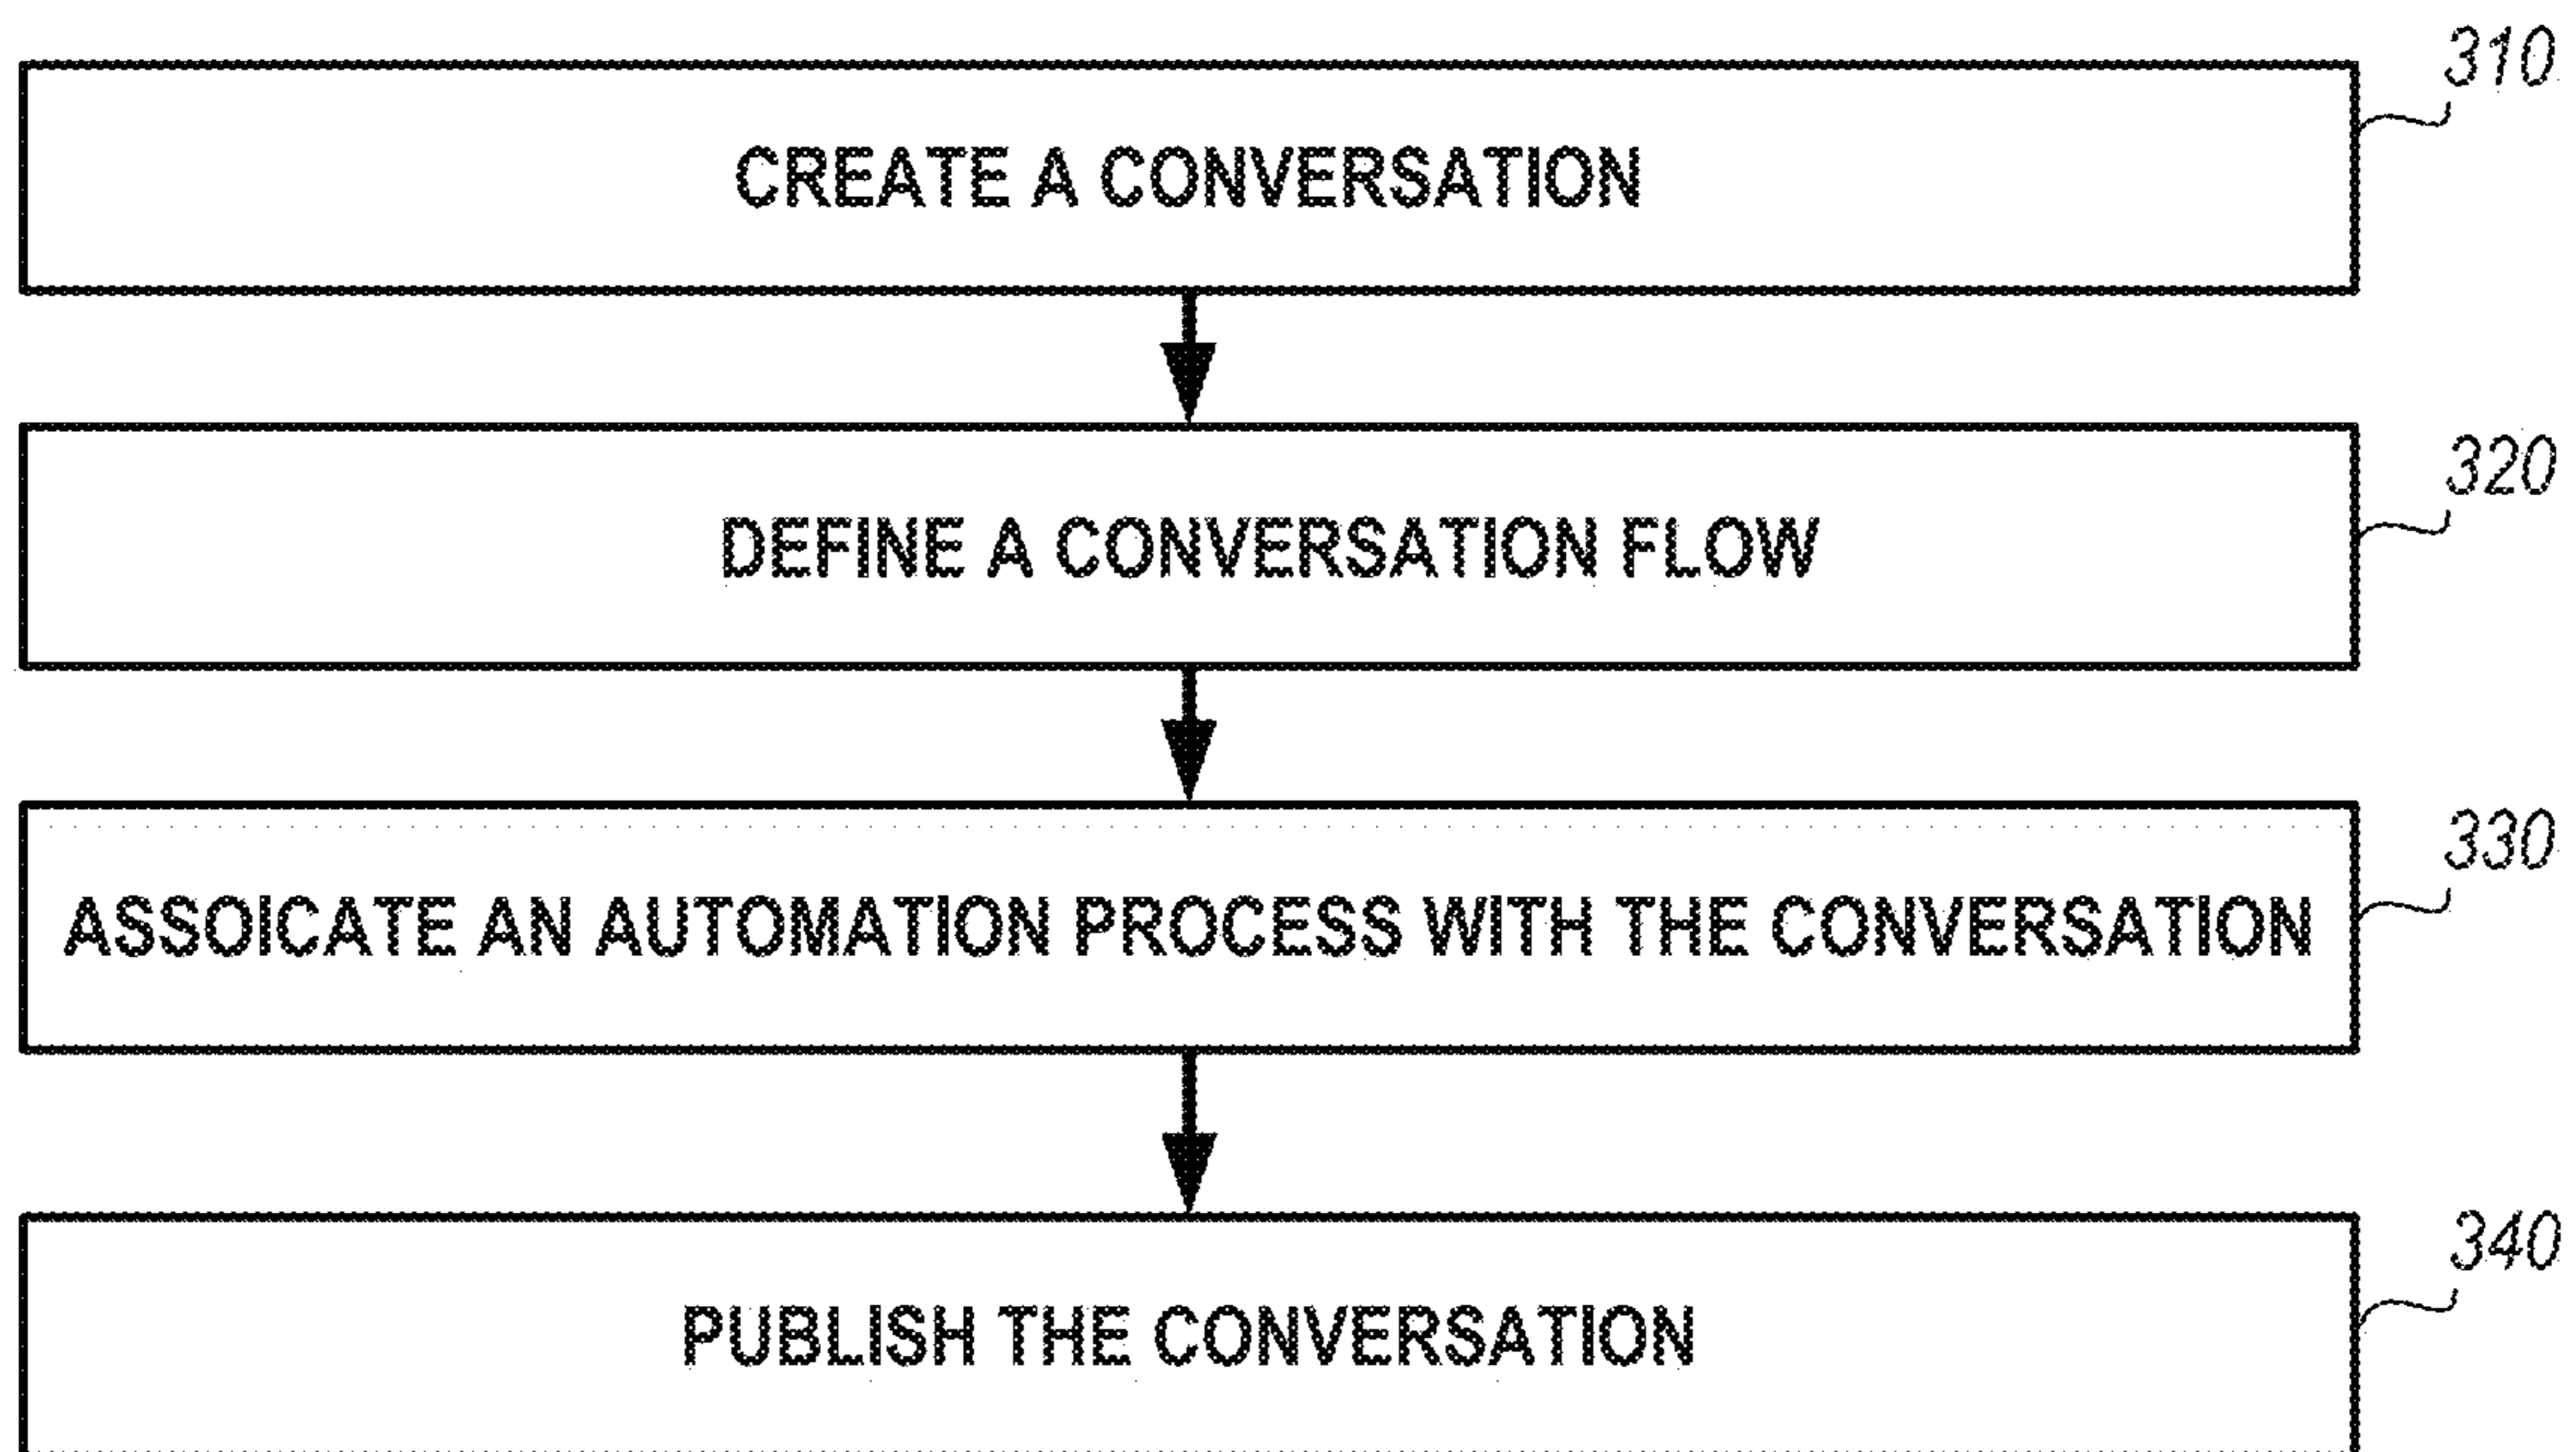 310
CREATE A CONVERSATION
320
DEFINE A CONVERSATION FLOW
330
ASSOICATE AN AUTOMATION PROCESS WITH THE CONVERSATION
340
PUBLISH THE CONVERSATION